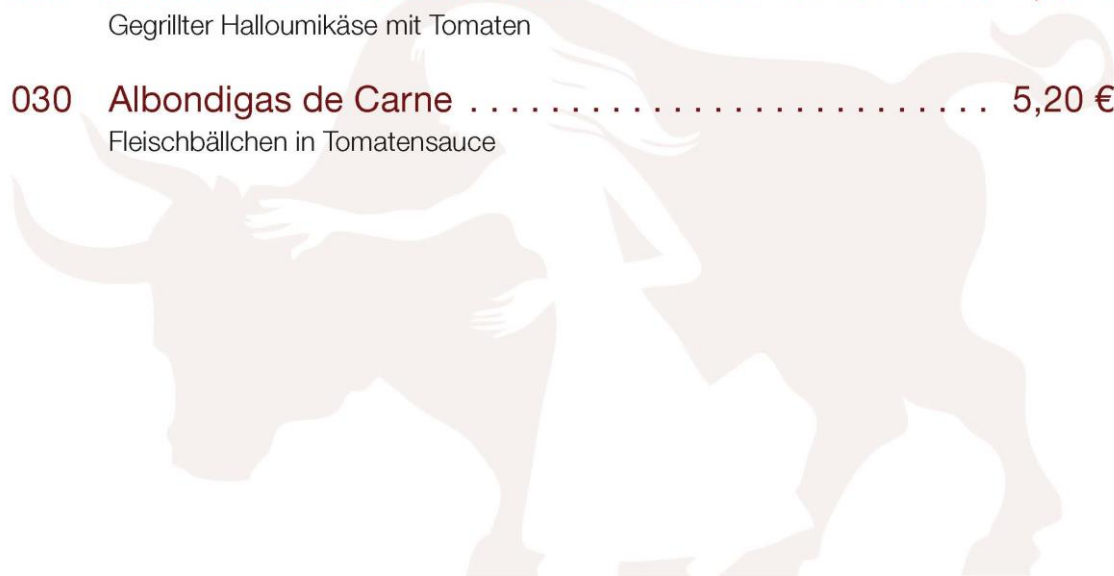 Gegrillter Halloumikäse mit Tomaten
030 Albondigas de Carne . . . . . . . . . . . . . . . . . . . . . . . . . . 5,20 €
Fleischbällchen in Tomatensauce